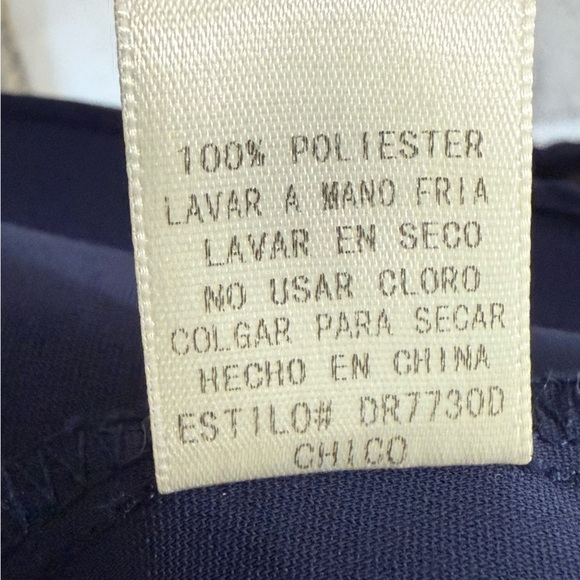 100% POLIESTER
LAVAR A MANO FRIA
LAVAR EN SECO
NO USAR CLORO
COLGAR PARA SECAR
HECHO EN CHINA
ESTILO# DR7730D
CHICO